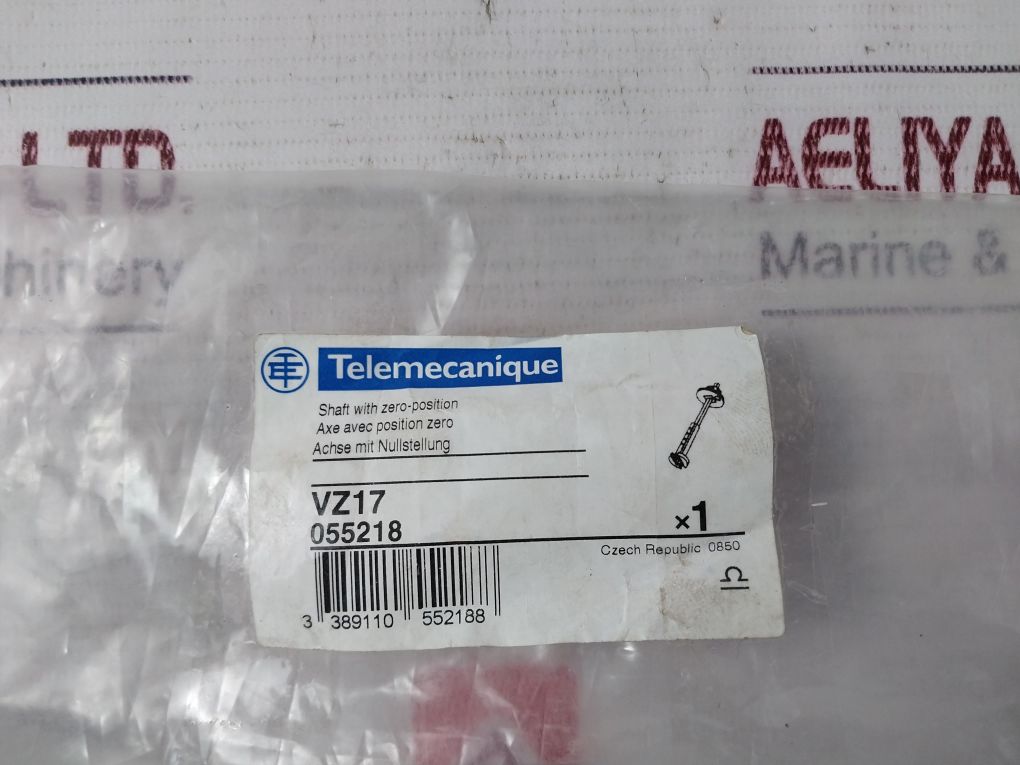 LTD.
AELIYA
hinery
Marine &
Telemecanique
Shaft with zero-position
Axe avec position zero
Achse mit Nullstellung
VZ17
055218
×1
Czech Republic 0850
3 389110 552188